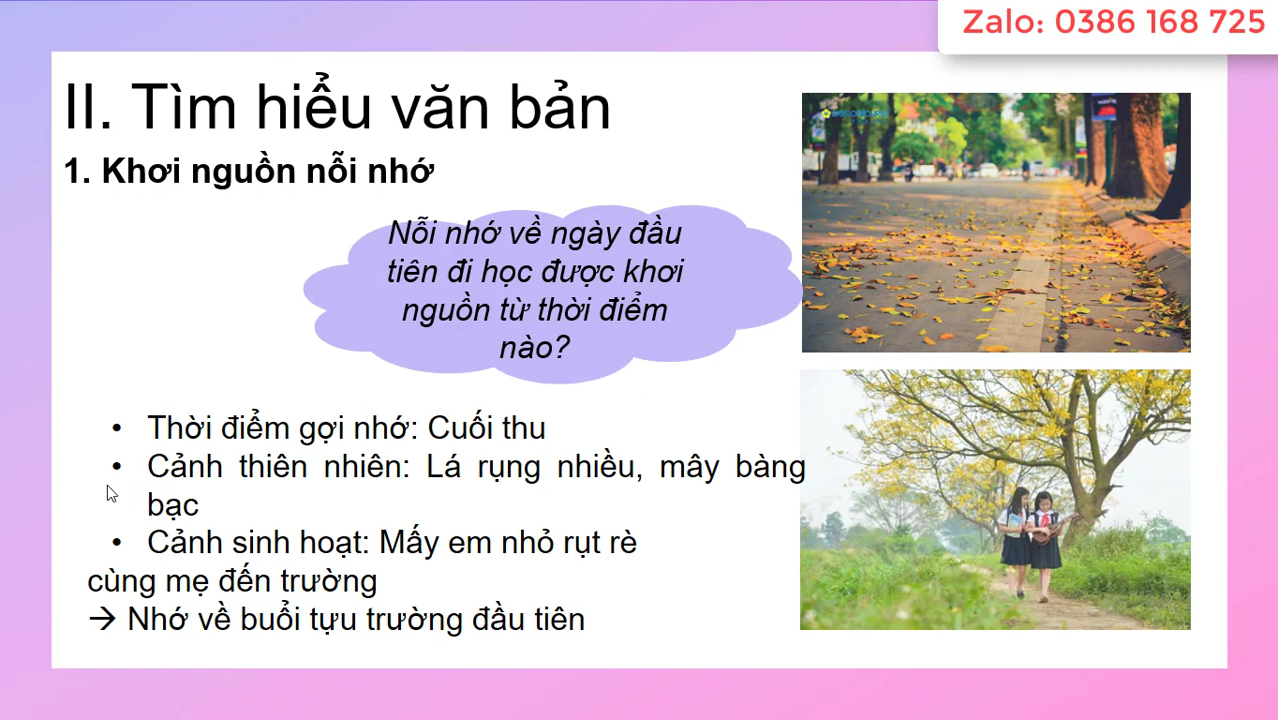 Zalo: 0386 168 725
II. Tìm hiểu văn bản
1. Khơi nguồn nỗi nhớ
Nỗi nhớ về ngày đầu
tiên đi học được khơi
nguồn từ thời điểm
nào?
• Thời điểm gợi nhớ: Cuối thu
• Cảnh thiên nhiên: Lá rụng nhiều, mây bàng
bạc
• Cảnh sinh hoạt: Mấy em nhỏ rụt rè
cùng mẹ đến trường
→ Nhớ về buổi tựu trường đầu tiên